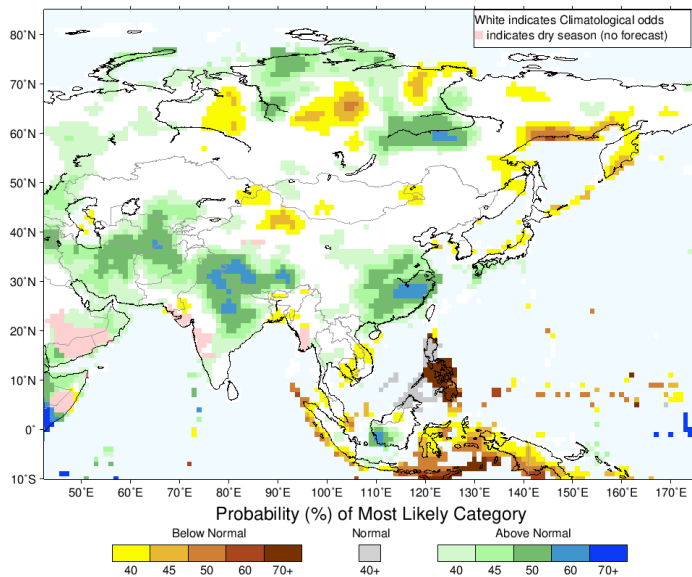 White indicates Climatological odds
indicates dry season (no forecast)
80°N
70°N
60°N
50°N
40°N
30°N
20°N
10°N
0°
10°S
50°E 60°E 70°E 80°E 90°E 100°E 110°E 120°E 130°E 140°E 150°E 160°E 170°E
Probability (%) of Most Likely Category
Below Normal Normal Above Normal
40 45 50 60 70+ 40+ 40 45 50 60 70+